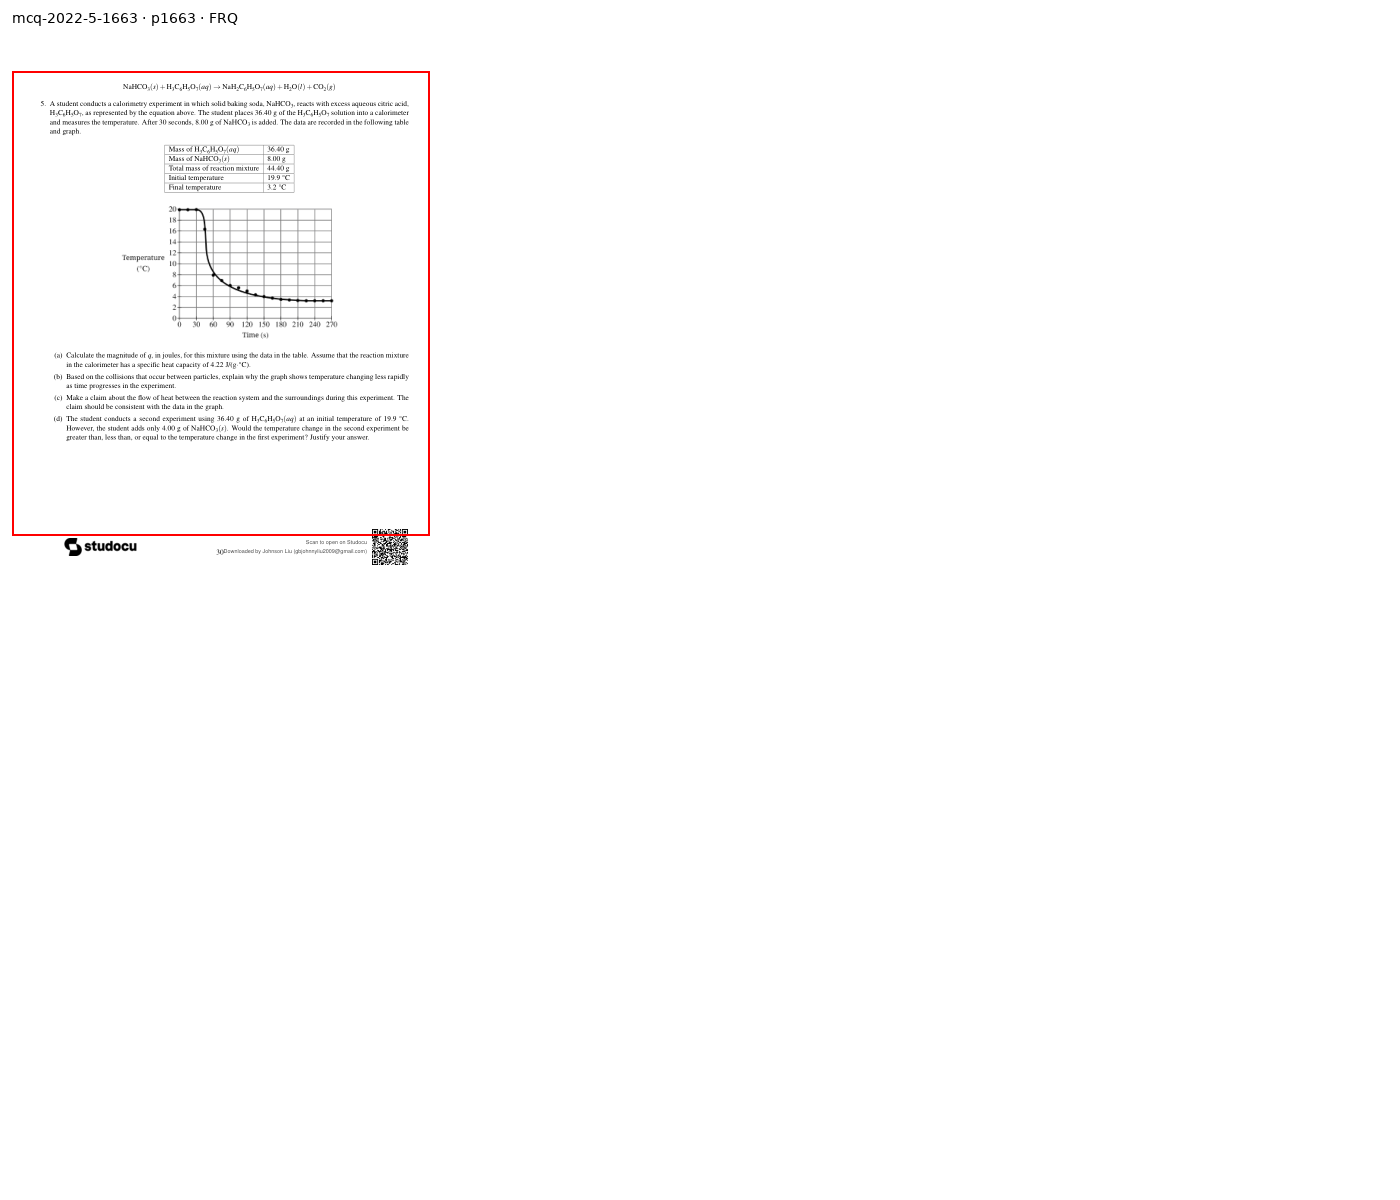 mcq-2022-5-1663 · p1663 · FRQ
NaHCO₃(s) + H₃C₆H₅O₇(aq) → NaH₂C₆H₅O₇(aq) + H₂O(l) + CO₂(g)
5. A student conducts a calorimetry experiment in which solid baking soda, NaHCO₃, reacts with excess aqueous citric acid,
H₃C₆H₅O₇, as represented by the equation above. The student places 36.40 g of the H₃C₆H₅O₇ solution into a calorimeter
and measures the temperature. After 30 seconds, 8.00 g of NaHCO₃ is added. The data are recorded in the following table
and graph.
Mass of H₃C₆H₅O₇(aq) 36.40 g
Mass of NaHCO₃(s) 8.00 g
Total mass of reaction mixture 44.40 g
Initial temperature 19.9 °C
Final temperature 3.2 °C
20
18
16
14
12
10
8
6
4
2
0
Temperature
(°C)
0 30 60 90 120 150 180 210 240 270
Time (s)
(a) Calculate the magnitude of q, in joules, for this mixture using the data in the table. Assume that the reaction mixture
in the calorimeter has a specific heat capacity of 4.22 J/(g·°C).
(b) Based on the collisions that occur between particles, explain why the graph shows temperature changing less rapidly
as time progresses in the experiment.
(c) Make a claim about the flow of heat between the reaction system and the surroundings during this experiment. The
claim should be consistent with the data in the graph.
(d) The student conducts a second experiment using 36.40 g of H₃C₆H₅O₇(aq) at an initial temperature of 19.9 °C.
However, the student adds only 4.00 g of NaHCO₃(s). Would the temperature change in the second experiment be
greater than, less than, or equal to the temperature change in the first experiment? Justify your answer.
studocu
Scan to open on Studocu
30 Downloaded by Johnson Liu (gbjohnnyliu2009@gmail.com)